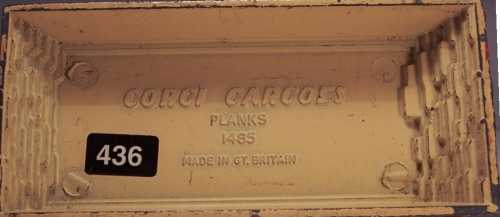 CORGI CARGOES
PLANKS
1485
MADE IN GT. BRITAIN
436